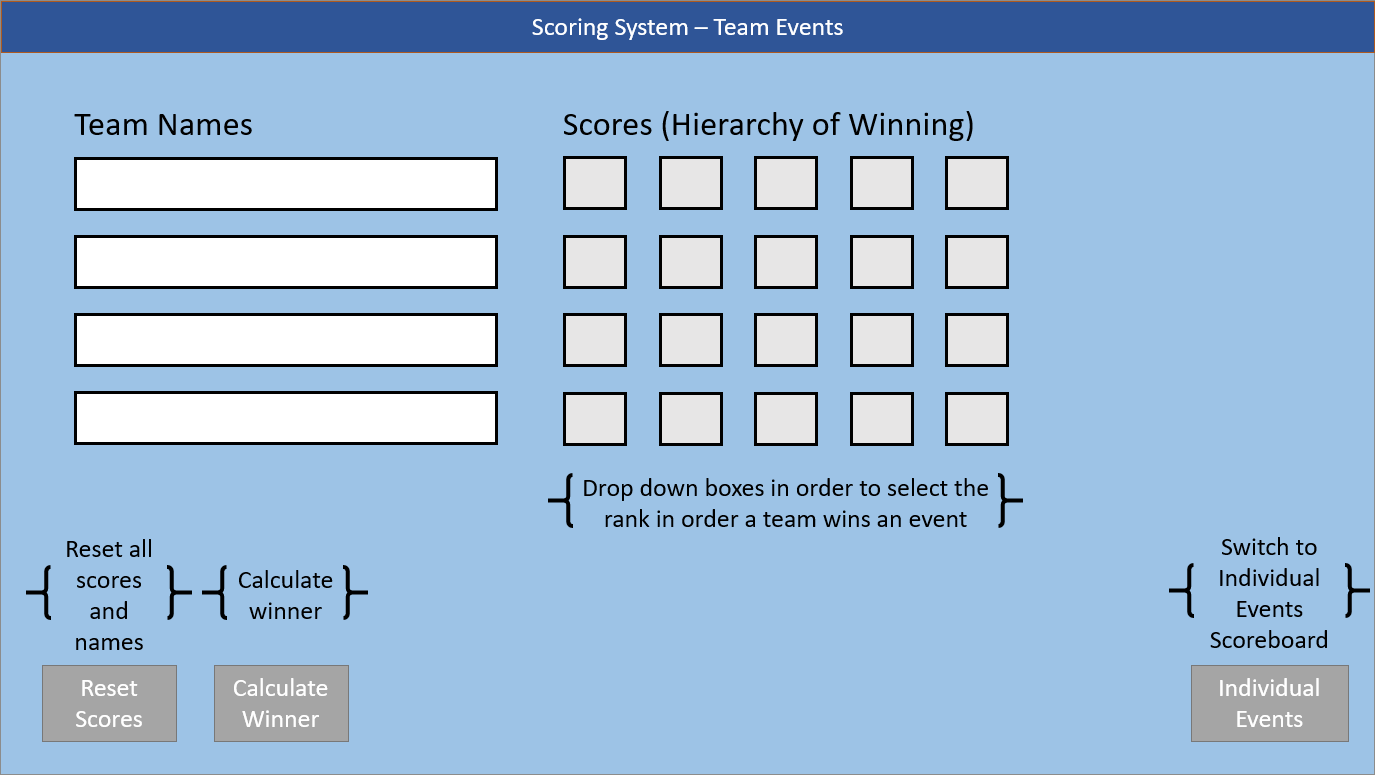 Scoring System – Team Events
Team Names
Scores (Hierarchy of Winning)
Drop down boxes in order to select the
rank in order a team wins an event
Reset all
scores
and
names
Calculate
winner
Switch to
Individual
Events
Scoreboard
Reset
Scores
Calculate
Winner
Individual
Events